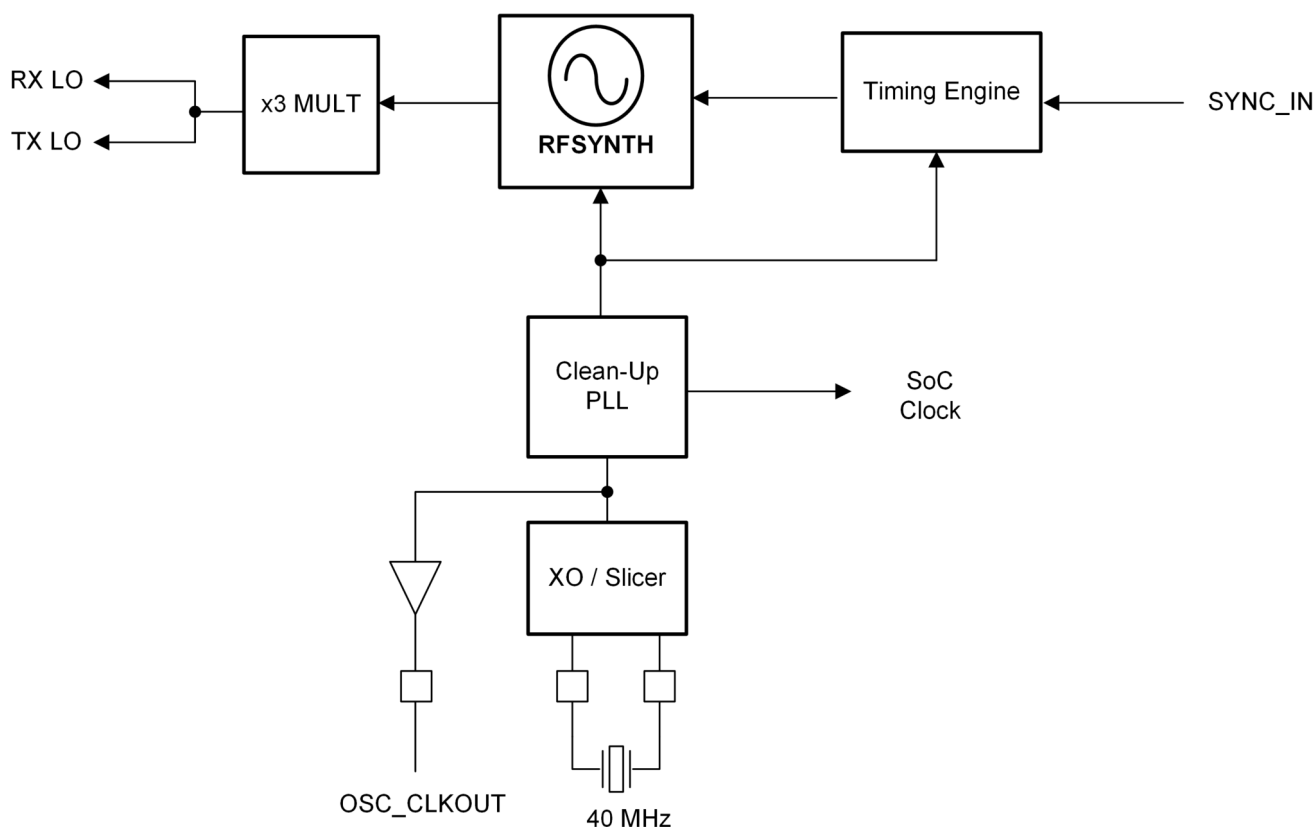 RX LO
TX LO
x3 MULT
RFSYNTH
Timing Engine
SYNC_IN
Clean-Up
PLL
SoC
Clock
XO / Slicer
OSC_CLKOUT
40 MHz